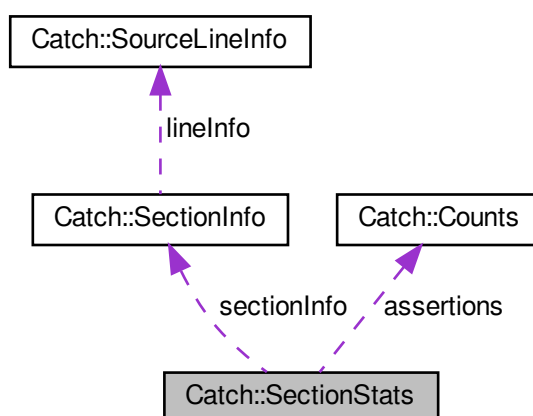 Catch::SourceLineInfo
lineInfo
Catch::SectionInfo
Catch::Counts
sectionInfo
assertions
Catch::SectionStats